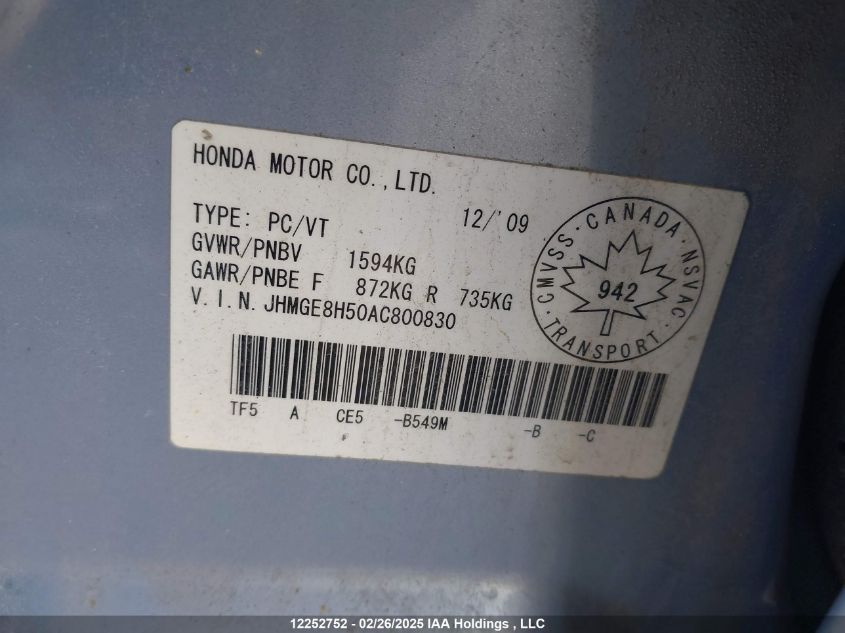 HONDA MOTOR CO.,LTD.
12/'09
TYPE: PC/VT
GVWR/PNBV 1594KG
GAWR/PNBE F 872KG R 735KG
V.I.N. JHMGE8H50AC800830
CMVSS · CANADA · NSVAC
942
· TRANSPORT ·
TF5 A CE5 -B549M -B -C
12252752 - 02/26/2025 IAA Holdings , LLC